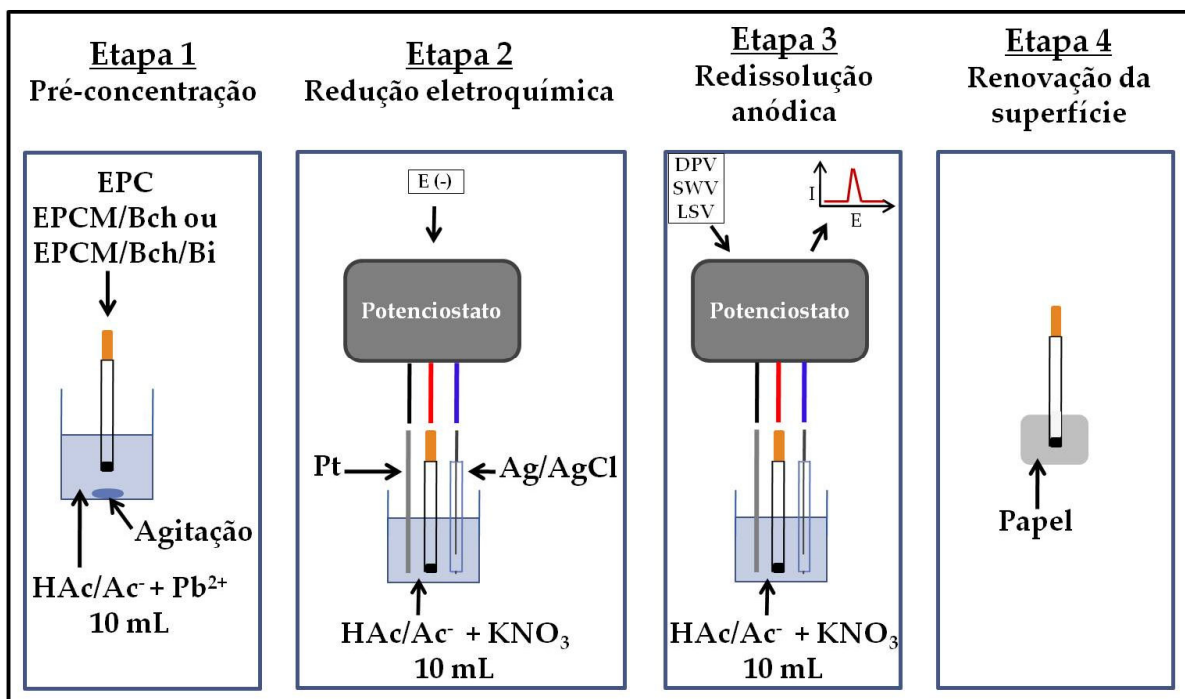 Etapa 1
Pré-concentração
EPC
EPCM/Bch ou
EPCM/Bch/Bi
Agitação
HAc/Ac⁻ + Pb²⁺
10 mL
Etapa 2
Redução eletroquímica
E (-)
Potenciostato
Pt
Ag/AgCl
HAc/Ac⁻ + KNO₃
10 mL
Etapa 3
Redissolução
anódica
DPV
SWV
LSV
I
E
Potenciostato
HAc/Ac⁻ + KNO₃
10 mL
Etapa 4
Renovação da
superfície
Papel